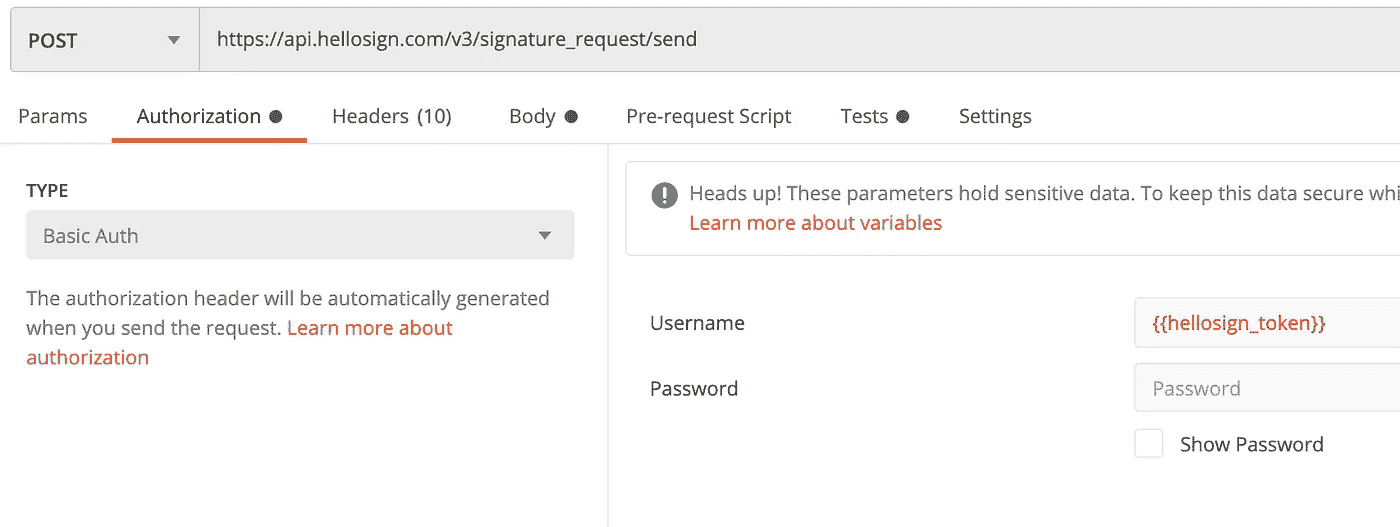 POST
https://api.hellosign.com/v3/signature_request/send
Params
Authorization
Headers (10)
Body
Pre-request Script
Tests
Settings
TYPE
Basic Auth
The authorization header will be automatically generated
when you send the request. Learn more about
authorization
! Heads up! These parameters hold sensitive data. To keep this data secure whi
Learn more about variables
Username
{{hellosign_token}}
Password
Password
Show Password